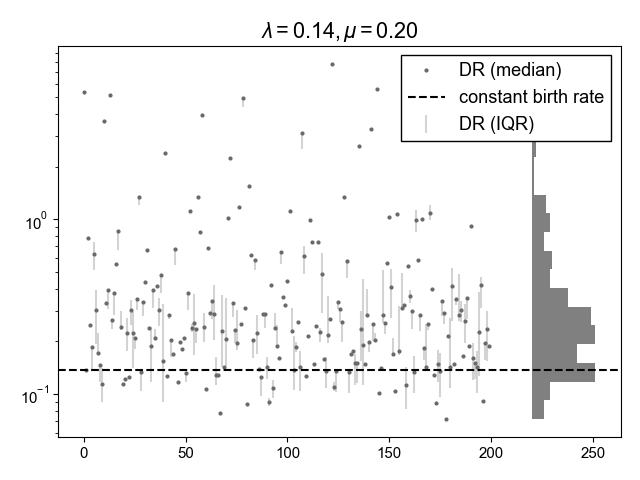 λ = 0.14, μ = 0.20
DR (median)
constant birth rate
DR (IQR)
10⁰
10⁻¹
0 50 100 150 200 250